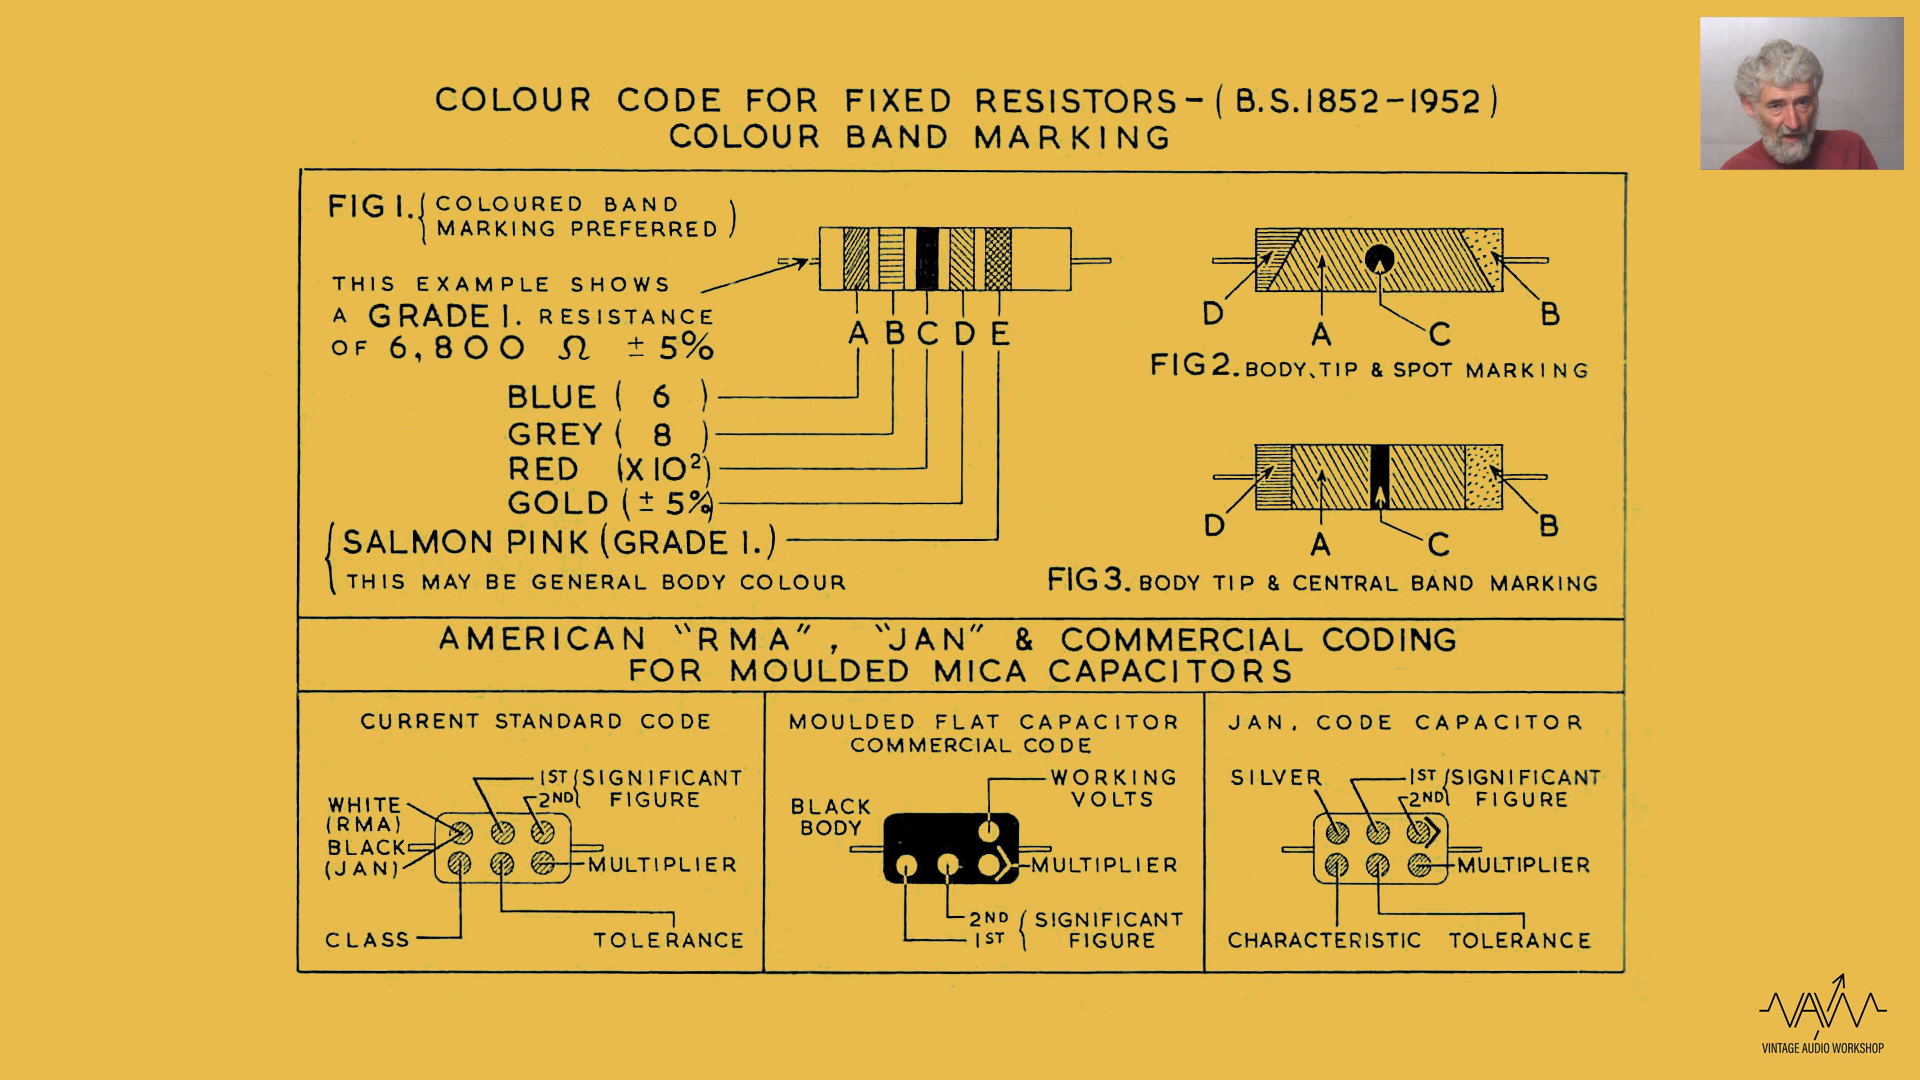 COLOUR CODE FOR FIXED RESISTORS-(B.S.1852-1952)
COLOUR BAND MARKING
FIG 1. {COLOURED BAND
MARKING PREFERRED)
THIS EXAMPLE SHOWS
A GRADE 1. RESISTANCE
OF 6,800 Ω ± 5%
A B C D E
BLUE ( 6 )
GREY ( 8 )
RED (X 10²)
GOLD (± 5%)
{SALMON PINK (GRADE 1.)
THIS MAY BE GENERAL BODY COLOUR
D
A
C
B
FIG 2. BODY, TIP & SPOT MARKING
D
A
C
B
FIG 3. BODY TIP & CENTRAL BAND MARKING
AMERICAN "RMA", "JAN" & COMMERCIAL CODING
FOR MOULDED MICA CAPACITORS
CURRENT STANDARD CODE
1ST {SIGNIFICANT
2ND FIGURE
WHITE
(RMA)
BLACK
(JAN)
MULTIPLIER
CLASS
TOLERANCE
MOULDED FLAT CAPACITOR
COMMERCIAL CODE
WORKING
VOLTS
BLACK
BODY
MULTIPLIER
2ND {SIGNIFICANT
1ST FIGURE
JAN. CODE CAPACITOR
SILVER
1ST {SIGNIFICANT
2ND FIGURE
MULTIPLIER
CHARACTERISTIC
TOLERANCE
VAW
VINTAGE AUDIO WORKSHOP